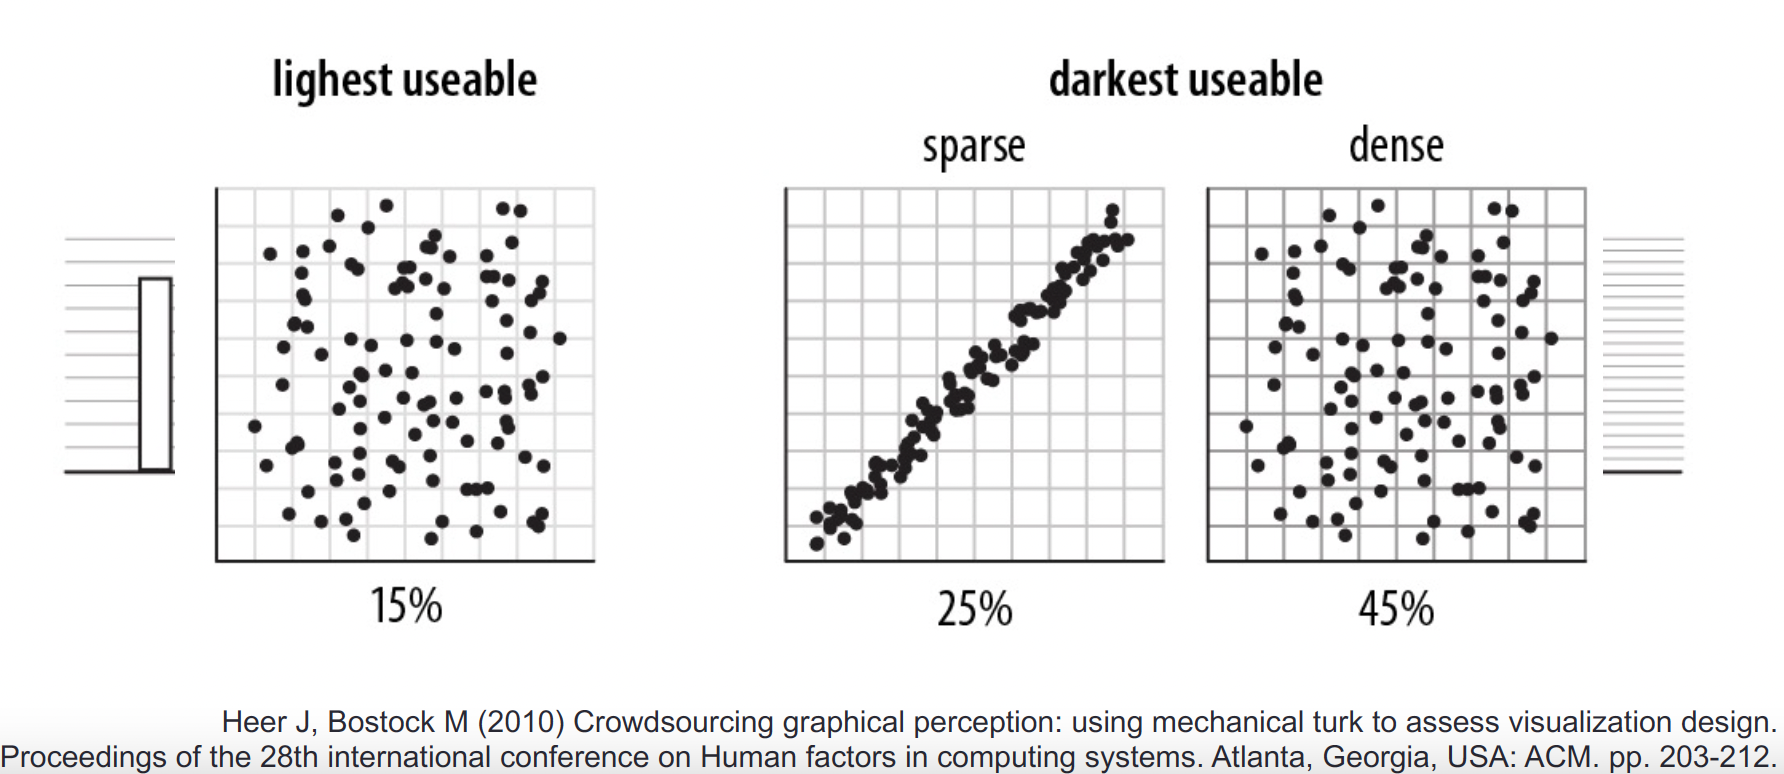 lighest useable
darkest useable
sparse
dense
15%
25%
45%
Heer J, Bostock M (2010) Crowdsourcing graphical perception: using mechanical turk to assess visualization design.
Proceedings of the 28th international conference on Human factors in computing systems. Atlanta, Georgia, USA: ACM. pp. 203-212.